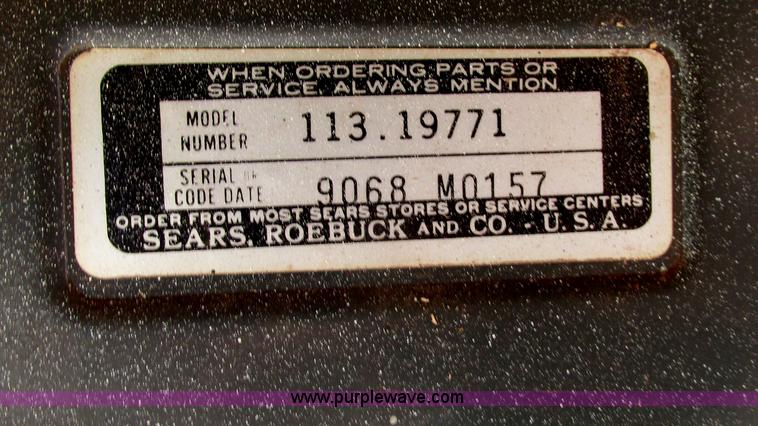 WHEN ORDERING PARTS OR
SERVICE, ALWAYS MENTION
MODEL
NUMBER
113.19771
SERIAL OR
CODE DATE
9068 M0157
ORDER FROM MOST SEARS STORES OR SERVICE CENTERS
SEARS, ROEBUCK AND CO. - U.S.A.
www.purplewave.com